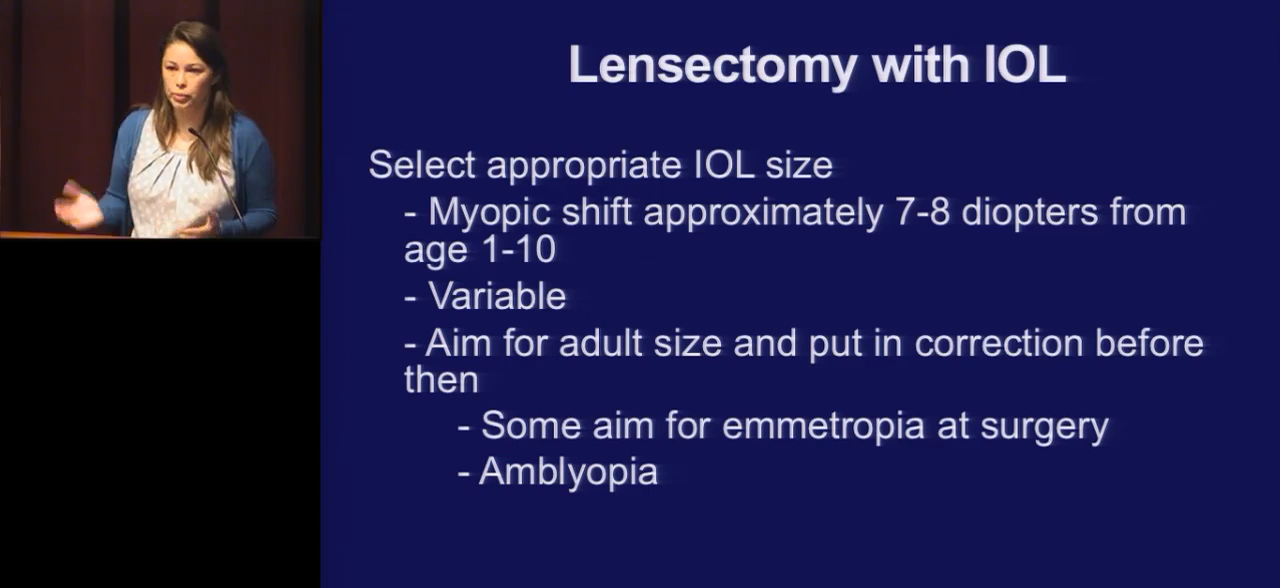 Lensectomy with IOL
Select appropriate IOL size
- Myopic shift approximately 7-8 diopters from
age 1-10
- Variable
- Aim for adult size and put in correction before
then
- Some aim for emmetropia at surgery
- Amblyopia